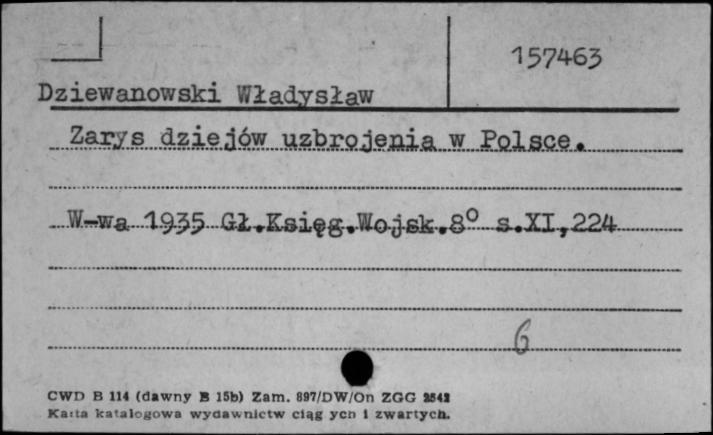 157463
Dziewanowski Władysław
Zarys dziejów uzbrojenia w Polsce.
W-wa 1935 Gł.Księg.Wojsk.8° s.XI,224
6
CWD B 114 (dawny B 15b) Zam. 897/DW/On ZGG 2542
Karta katalogowa wydawnictw ciąg ych i zwartych.